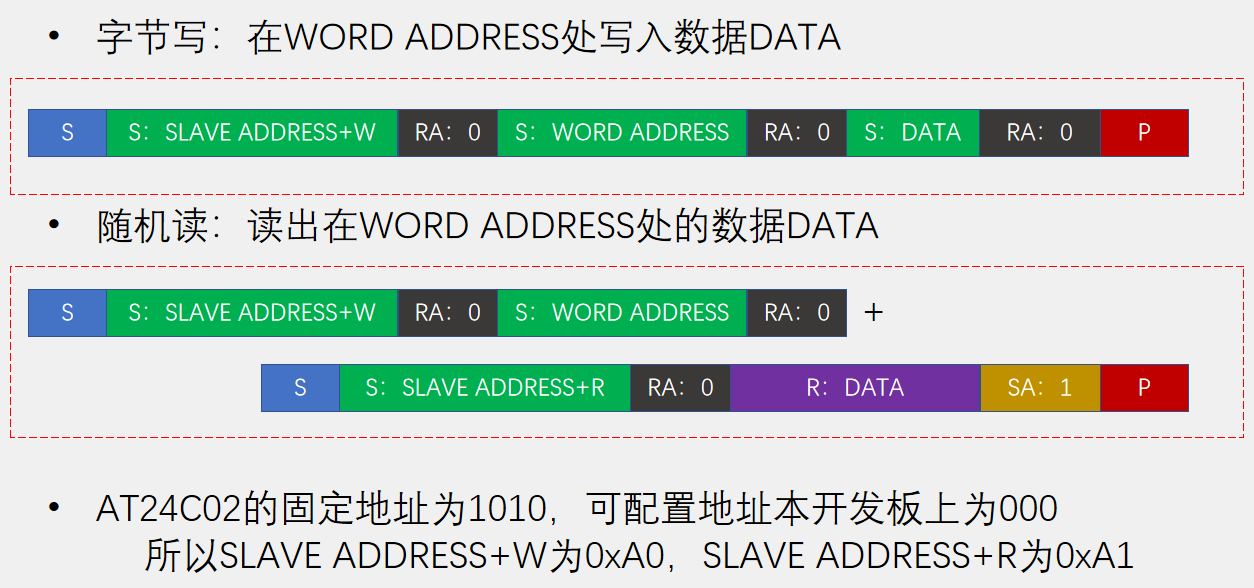 • 字节写：在WORD ADDRESS处写入数据DATA
S S：SLAVE ADDRESS+W RA：0 S：WORD ADDRESS RA：0 S：DATA RA：0 P
• 随机读：读出在WORD ADDRESS处的数据DATA
S S：SLAVE ADDRESS+W RA：0 S：WORD ADDRESS RA：0 +
S S：SLAVE ADDRESS+R RA：0 R：DATA SA：1 P
• AT24C02的固定地址为1010，可配置地址本开发板上为000
所以SLAVE ADDRESS+W为0xA0，SLAVE ADDRESS+R为0xA1